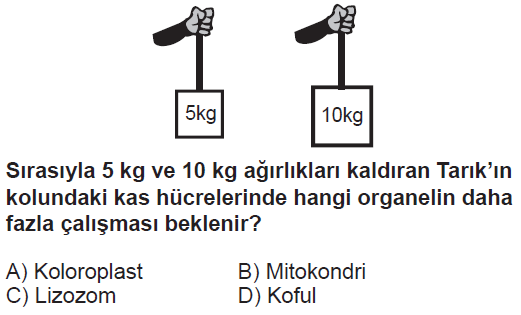 5kg
10kg
Sırasıyla 5 kg ve 10 kg ağırlıkları kaldıran Tarık’ın
kolundaki kas hücrelerinde hangi organelin daha
fazla çalışması beklenir?
A) Koloroplast B) Mitokondri
C) Lizozom D) Koful